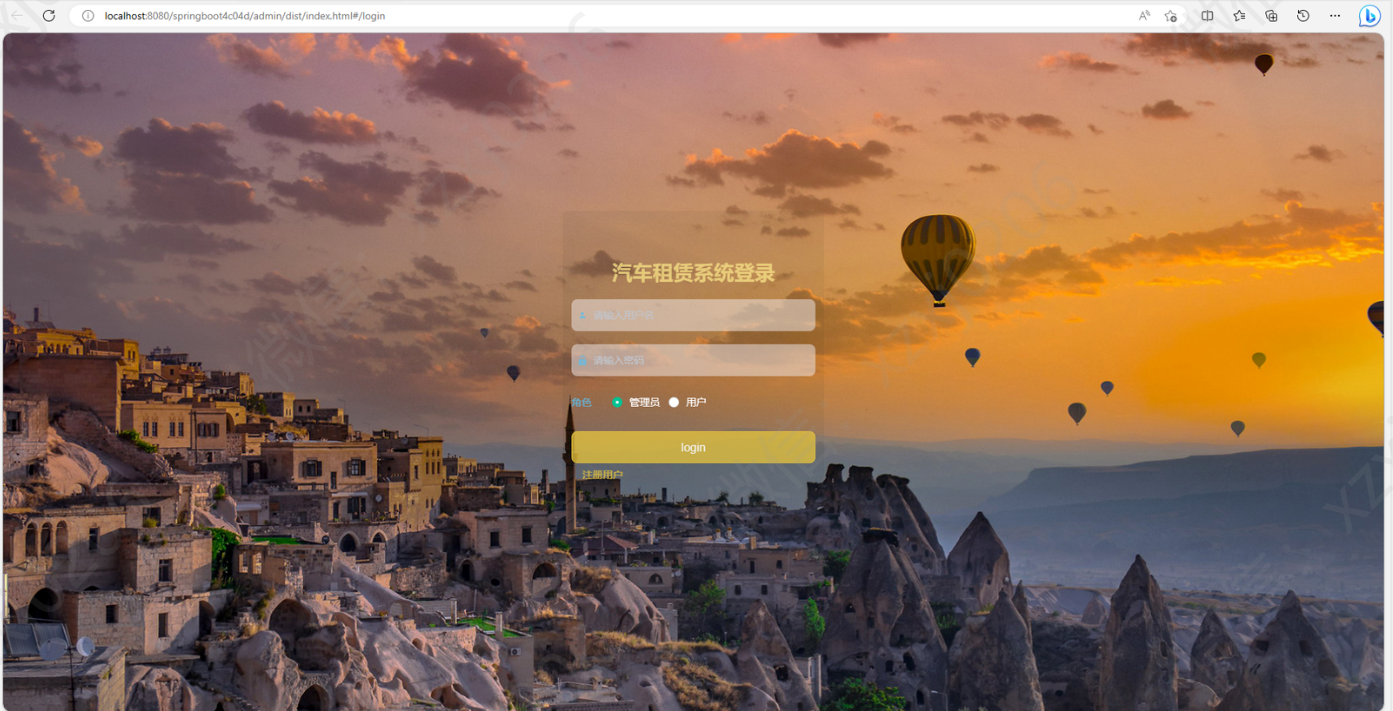 localhost:8080/springboot4c04d/admin/dist/index.html#/login
汽车租赁系统登录
请输入用户名
请输入密码
角色 管理员 用户
login
注册用户